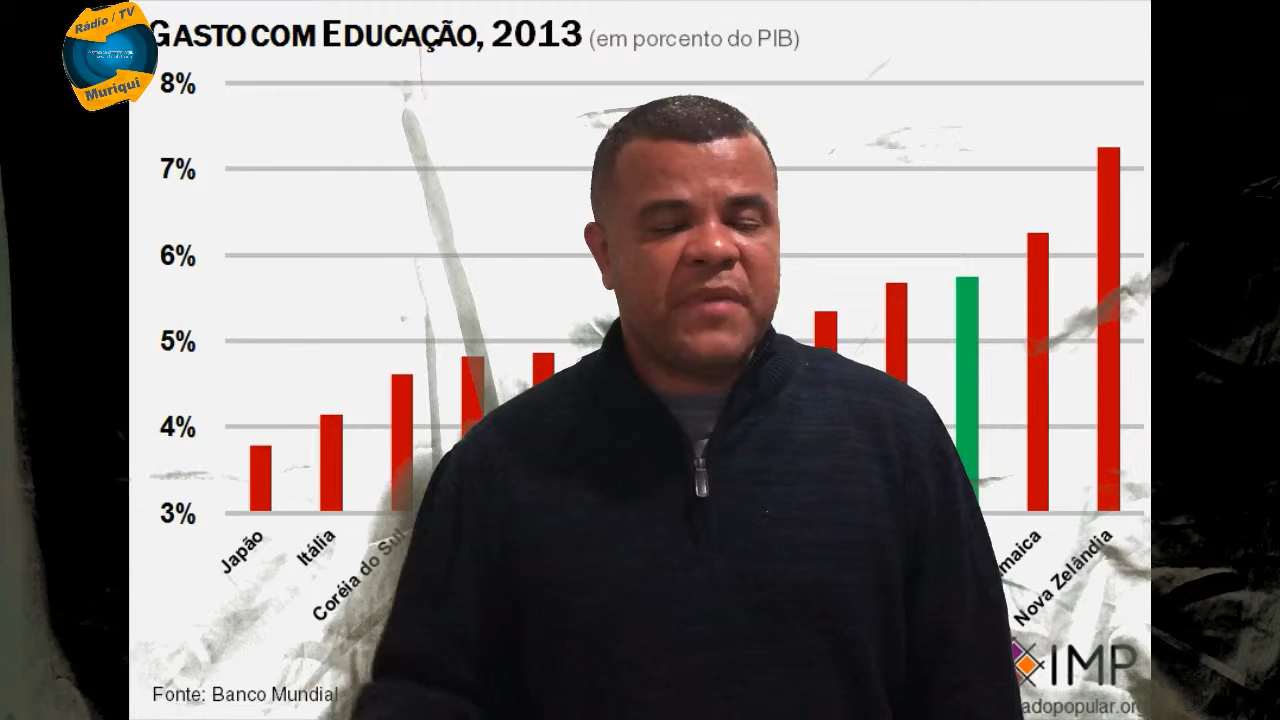 Rádio / TV
Muriqui
GASTO COM EDUCAÇÃO, 2013 (em porcento do PIB)
8%
7%
6%
5%
4%
3%
Japão
Itália
Coréia do Sul
maica
Nova Zelândia
IMP
Fonte: Banco Mundial
adopopular.org